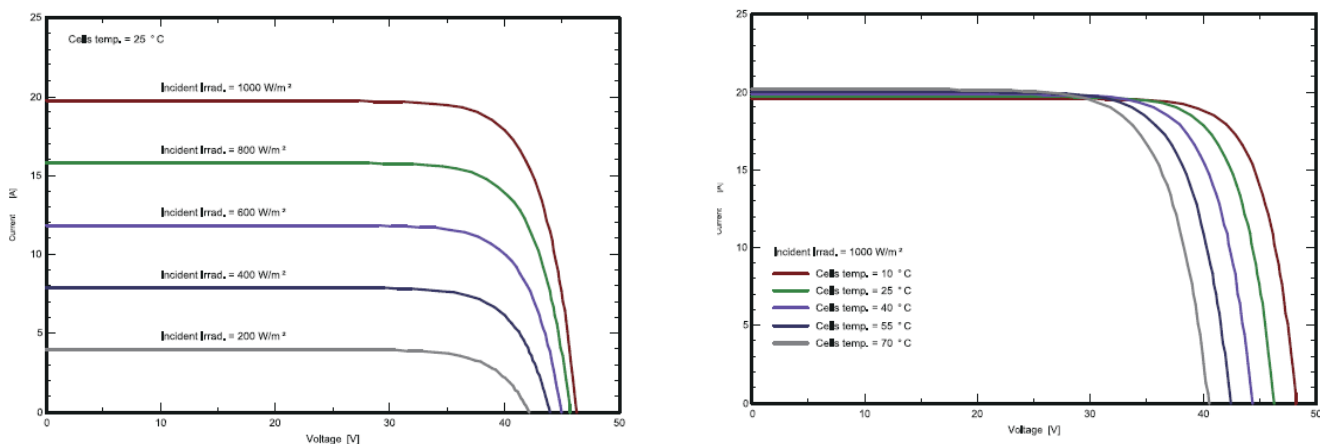 25
Cells temp. = 25 °C
Incident Irrad. = 1000 W/m²
20
Incident Irrad. = 800 W/m²
15
Incident Irrad. = 600 W/m²
Current [A]
10
Incident Irrad. = 400 W/m²
5
Incident Irrad. = 200 W/m²
0
0 10 20 30 40 50
Voltage [V]
25
20
15
Current [A]
10
Incident Irrad. = 1000 W/m²
Cells temp. = 10 °C
Cells temp. = 25 °C
Cells temp. = 40 °C
5
Cells temp. = 55 °C
Cells temp. = 70 °C
0
0 10 20 30 40 50
Voltage [V]